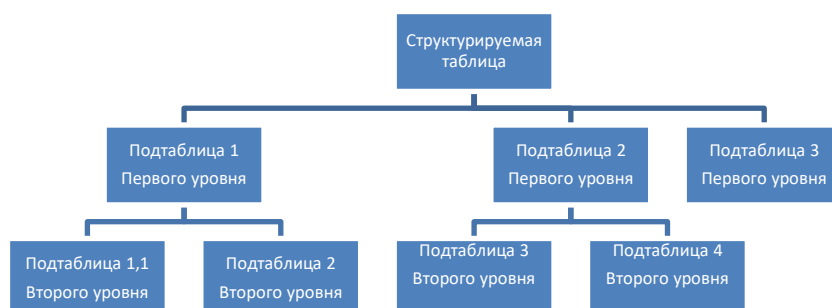 Структурируемая
таблица
Подтаблица 1
Первого уровня
Подтаблица 2
Первого уровня
Подтаблица 3
Первого уровня
Подтаблица 1,1
Второго уровня
Подтаблица 2
Второго уровня
Подтаблица 3
Второго уровня
Подтаблица 4
Второго уровня